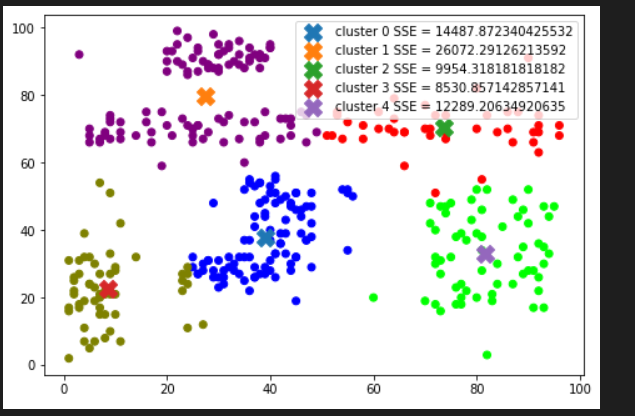 100
80
60
40
20
0
cluster 0 SSE = 14487.872340425532
cluster 1 SSE = 26072.29126213592
cluster 2 SSE = 9954.318181818182
cluster 3 SSE = 8530.857142857141
cluster 4 SSE = 12289.20634920635
0 20 40 60 80 100